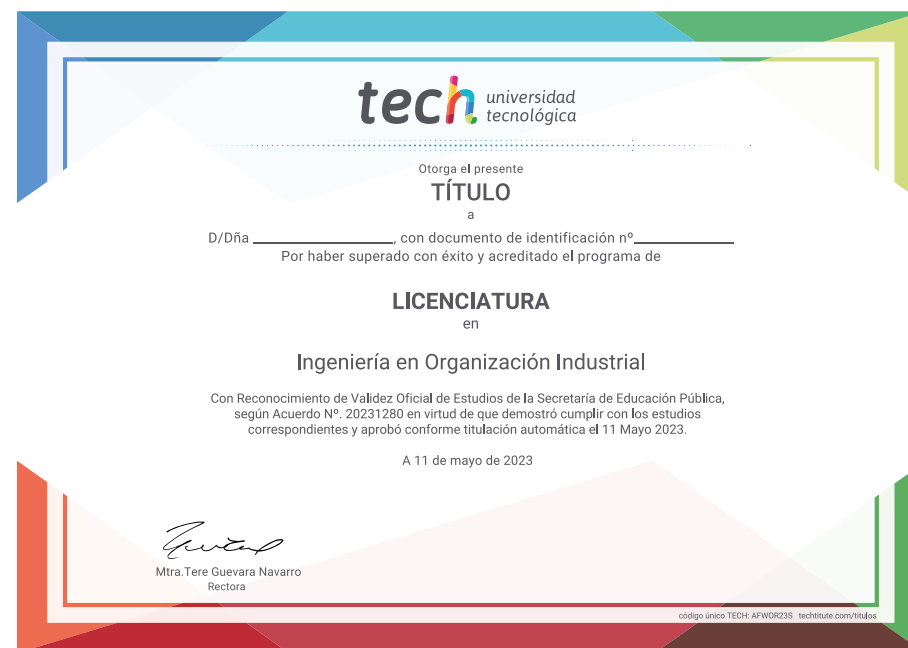 tech universidad
tecnológica
Otorga el presente
TÍTULO
a
D/Dña ____________, con documento de identificación nº____________
Por haber superado con éxito y acreditado el programa de
LICENCIATURA
en
Ingeniería en Organización Industrial
Con Reconocimiento de Validez Oficial de Estudios de la Secretaría de Educación Pública,
según Acuerdo Nº. 20231280 en virtud de que demostró cumplir con los estudios
correspondientes y aprobó conforme titulación automática el 11 Mayo 2023.
A 11 de mayo de 2023
Mtra.Tere Guevara Navarro
Rectora
código único TECH: AFWOR23S techtitute.com/titulos